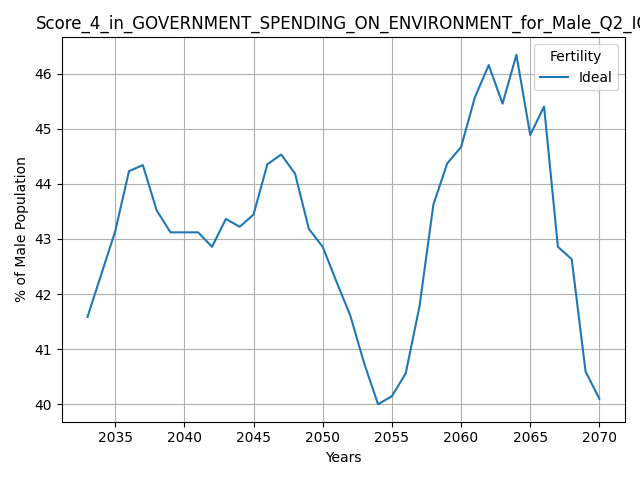 Score_4_in_GOVERNMENT_SPENDING_ON_ENVIRONMENT_for_Male_Q2_I
Fertility
Ideal
46
45
44
43
42
41
40
% of Male Population
2035 2040 2045 2050 2055 2060 2065 2070
Years